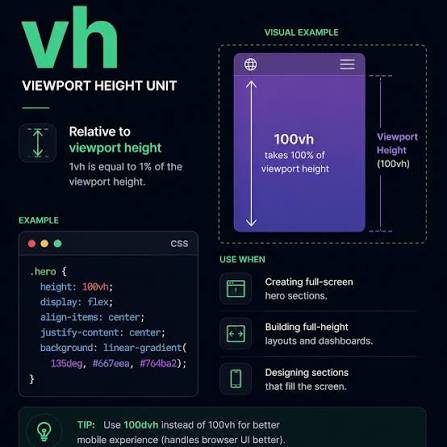 vh
VIEWPORT HEIGHT UNIT
Relative to
viewport height
1vh is equal to 1% of the
viewport height.
EXAMPLE
CSS
.hero {
height: 100vh;
display: flex;
align-items: center;
justify-content: center;
background: linear-gradient(
135deg, #667eea, #764ba2);
}
VISUAL EXAMPLE
100vh
takes 100% of
viewport height
Viewport
Height
(100vh)
USE WHEN
Creating full-screen
hero sections.
Building full-height
layouts and dashboards.
Designing sections
that fill the screen.
TIP: Use 100dvh instead of 100vh for better
mobile experience (handles browser UI better).